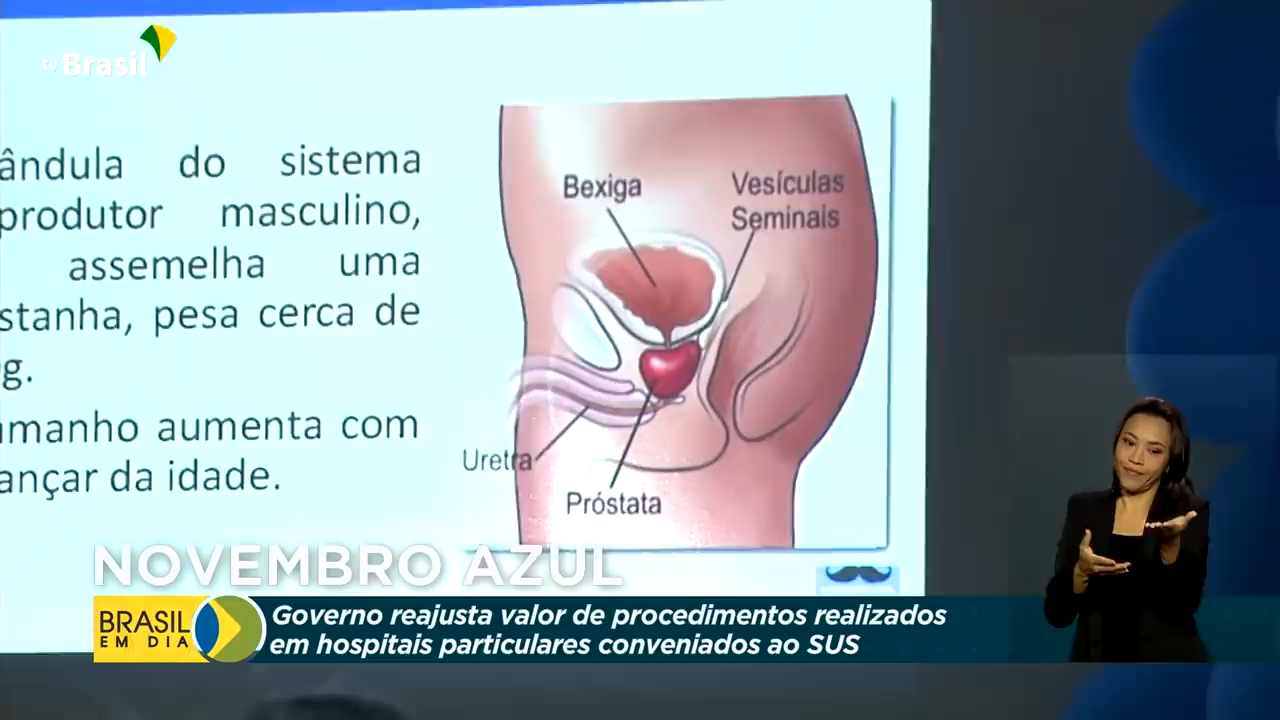 TV Brasil
ândula do sistema
produtor masculino,
assemelha uma
stanha, pesa cerca de
g.
amanho aumenta com
ançar da idade.
Bexiga
Vesículas
Seminais
Uretra
Próstata
NOVEMBRO AZUL
BRASIL
EM DIA
Governo reajusta valor de procedimentos realizados
em hospitais particulares conveniados ao SUS